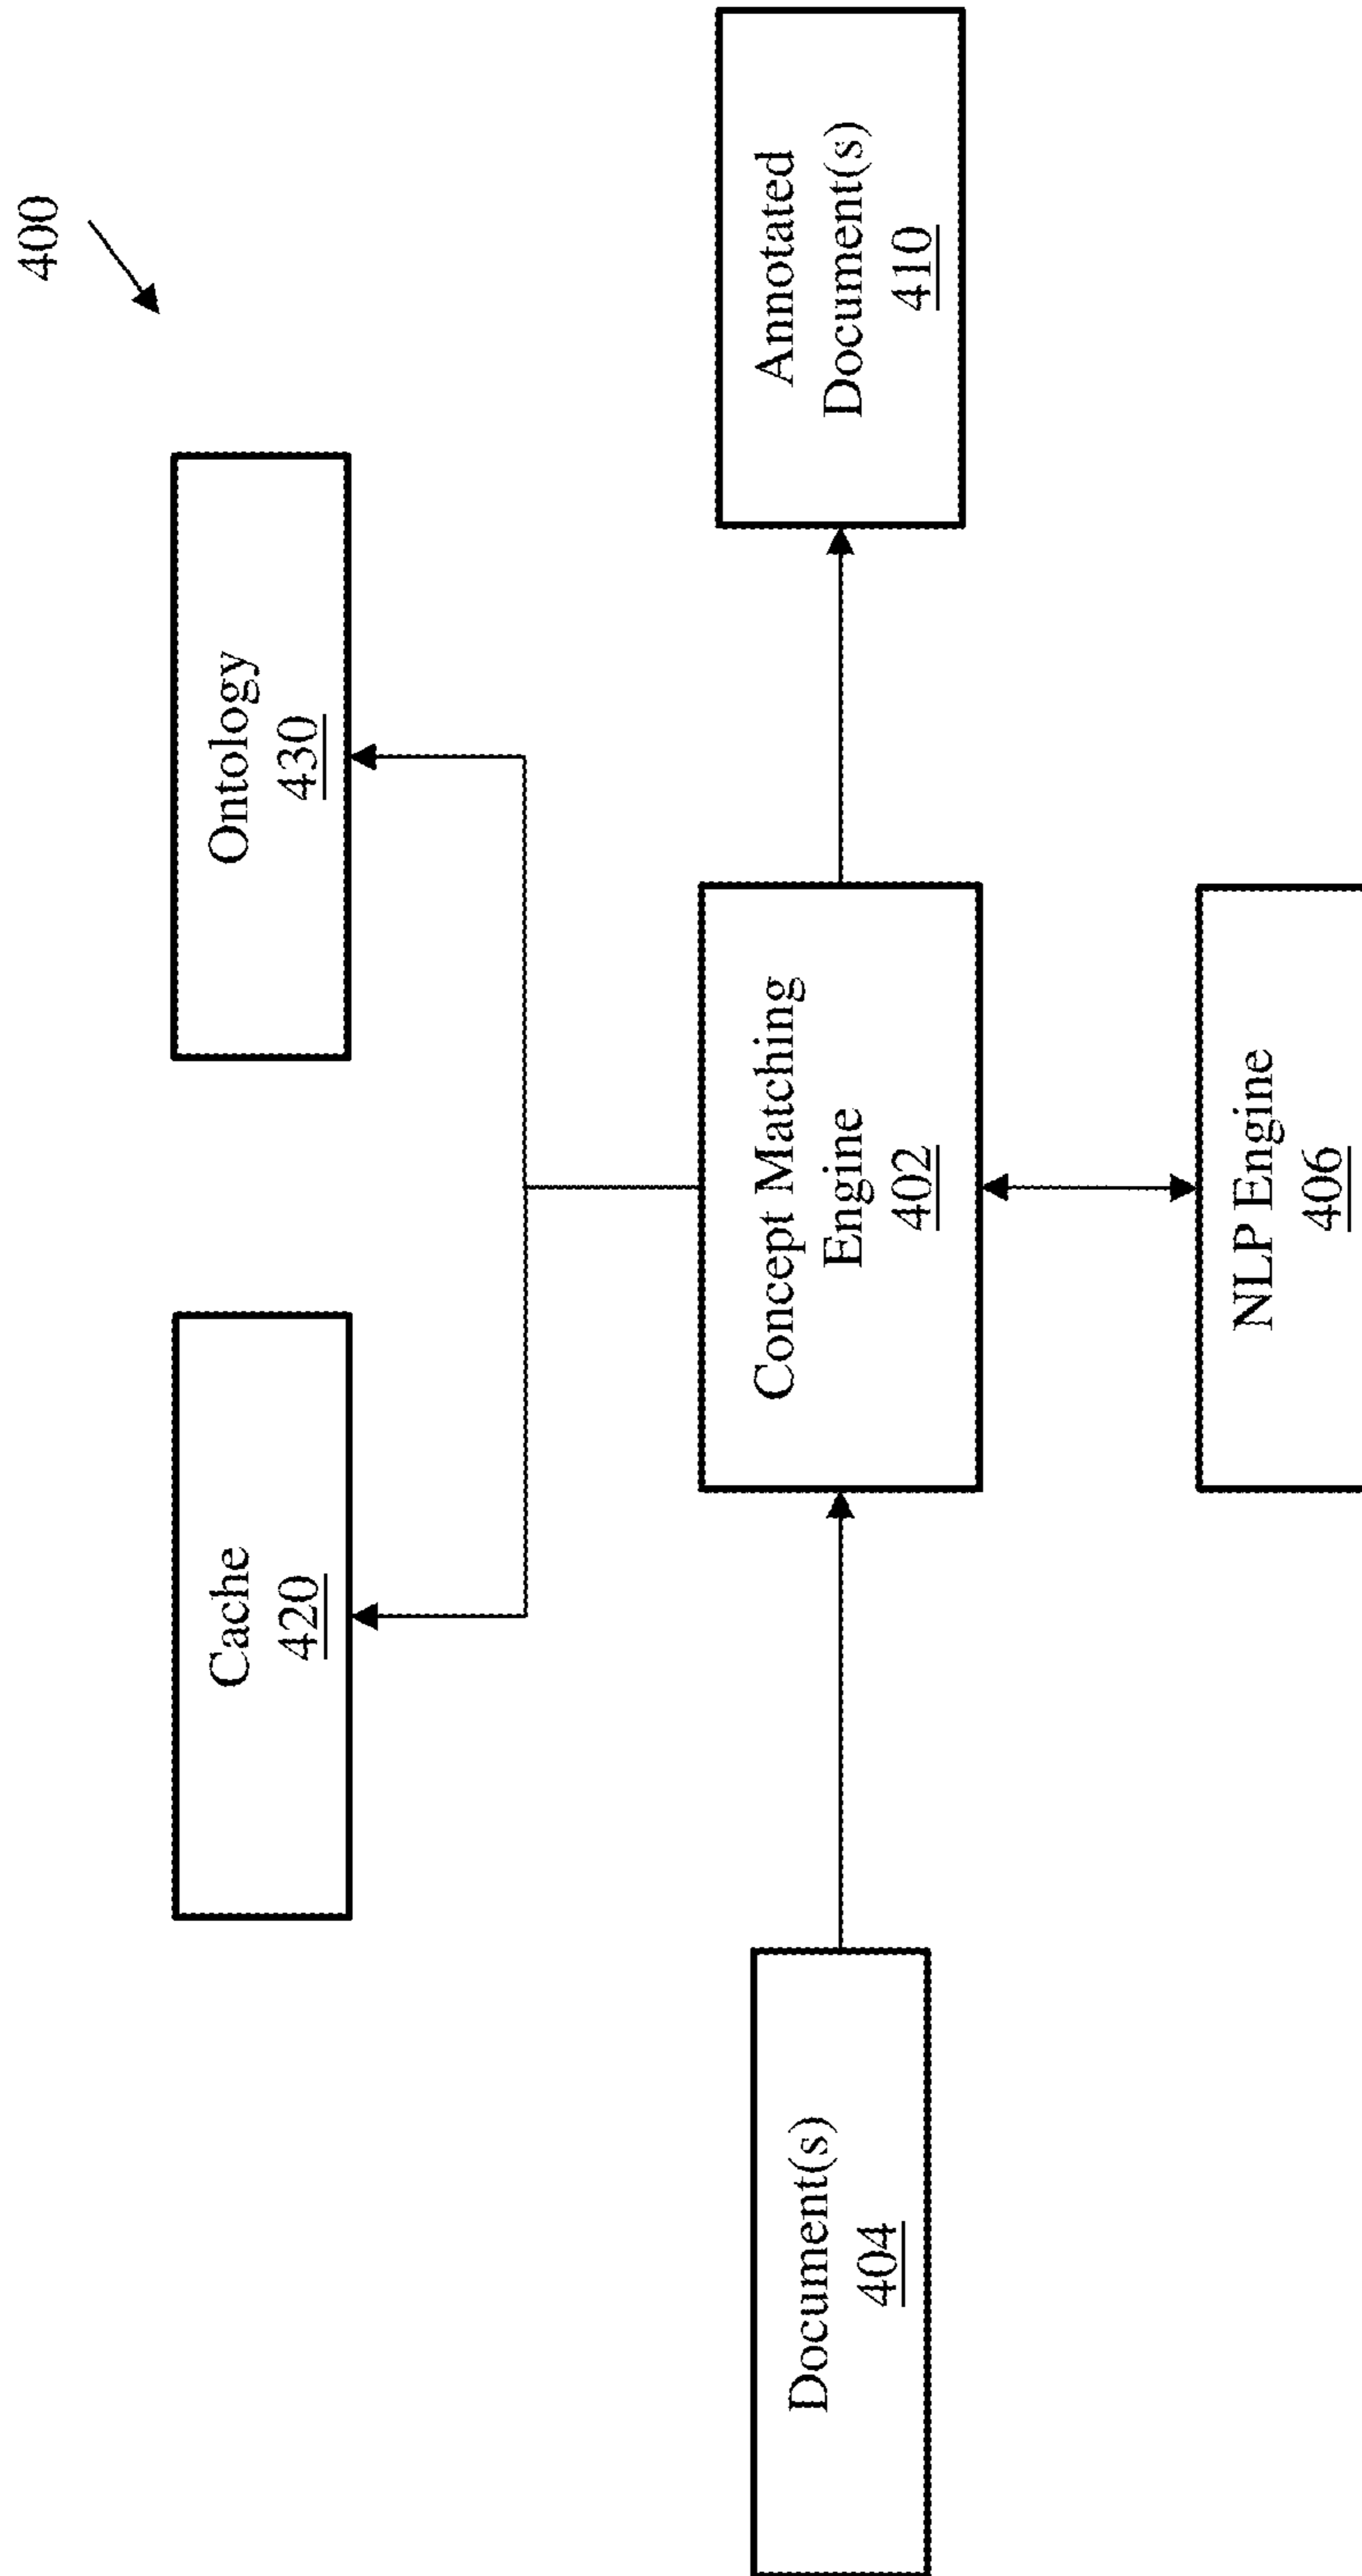 400
Cache
420
Ontology
430
Document(s)
404
Concept Matching
Engine
402
Annotated
Document(s)
410
NLP Engine
406